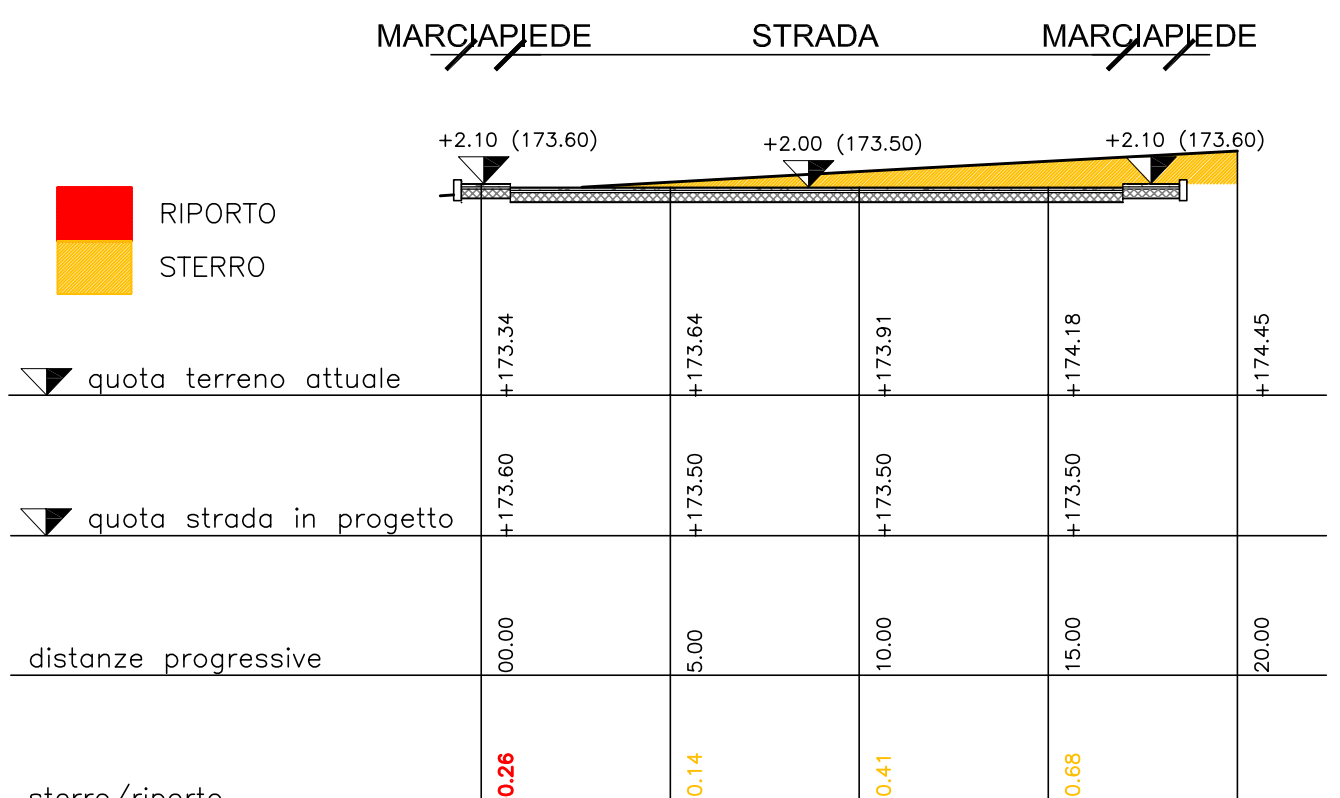 MARCIAPIEDE STRADA MARCIAPIEDE
+2.10 (173.60) +2.00 (173.50) +2.10 (173.60)
RIPORTO
STERRO
quota terreno attuale +173.34 +173.64 +173.91 +174.18 +174.45
quota strada in progetto +173.60 +173.50 +173.50 +173.50
distanze progressive 00.00 5.00 10.00 15.00 20.00
sterro/riporto 0.26 0.14 0.41 0.68